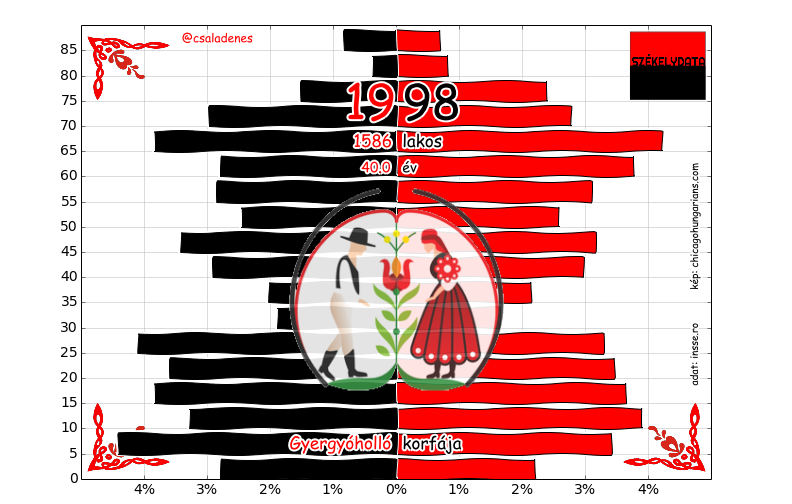 @csaladenes
SZÉKELYDATA
1998
1586 lakos
40.0 év
kép: chicagohungarians.com
adat: insse.ro
Gyergyóholló korfája
85
80
75
70
65
60
55
50
45
40
35
30
25
20
15
10
5
0
4% 3% 2% 1% 0% 1% 2% 3% 4%